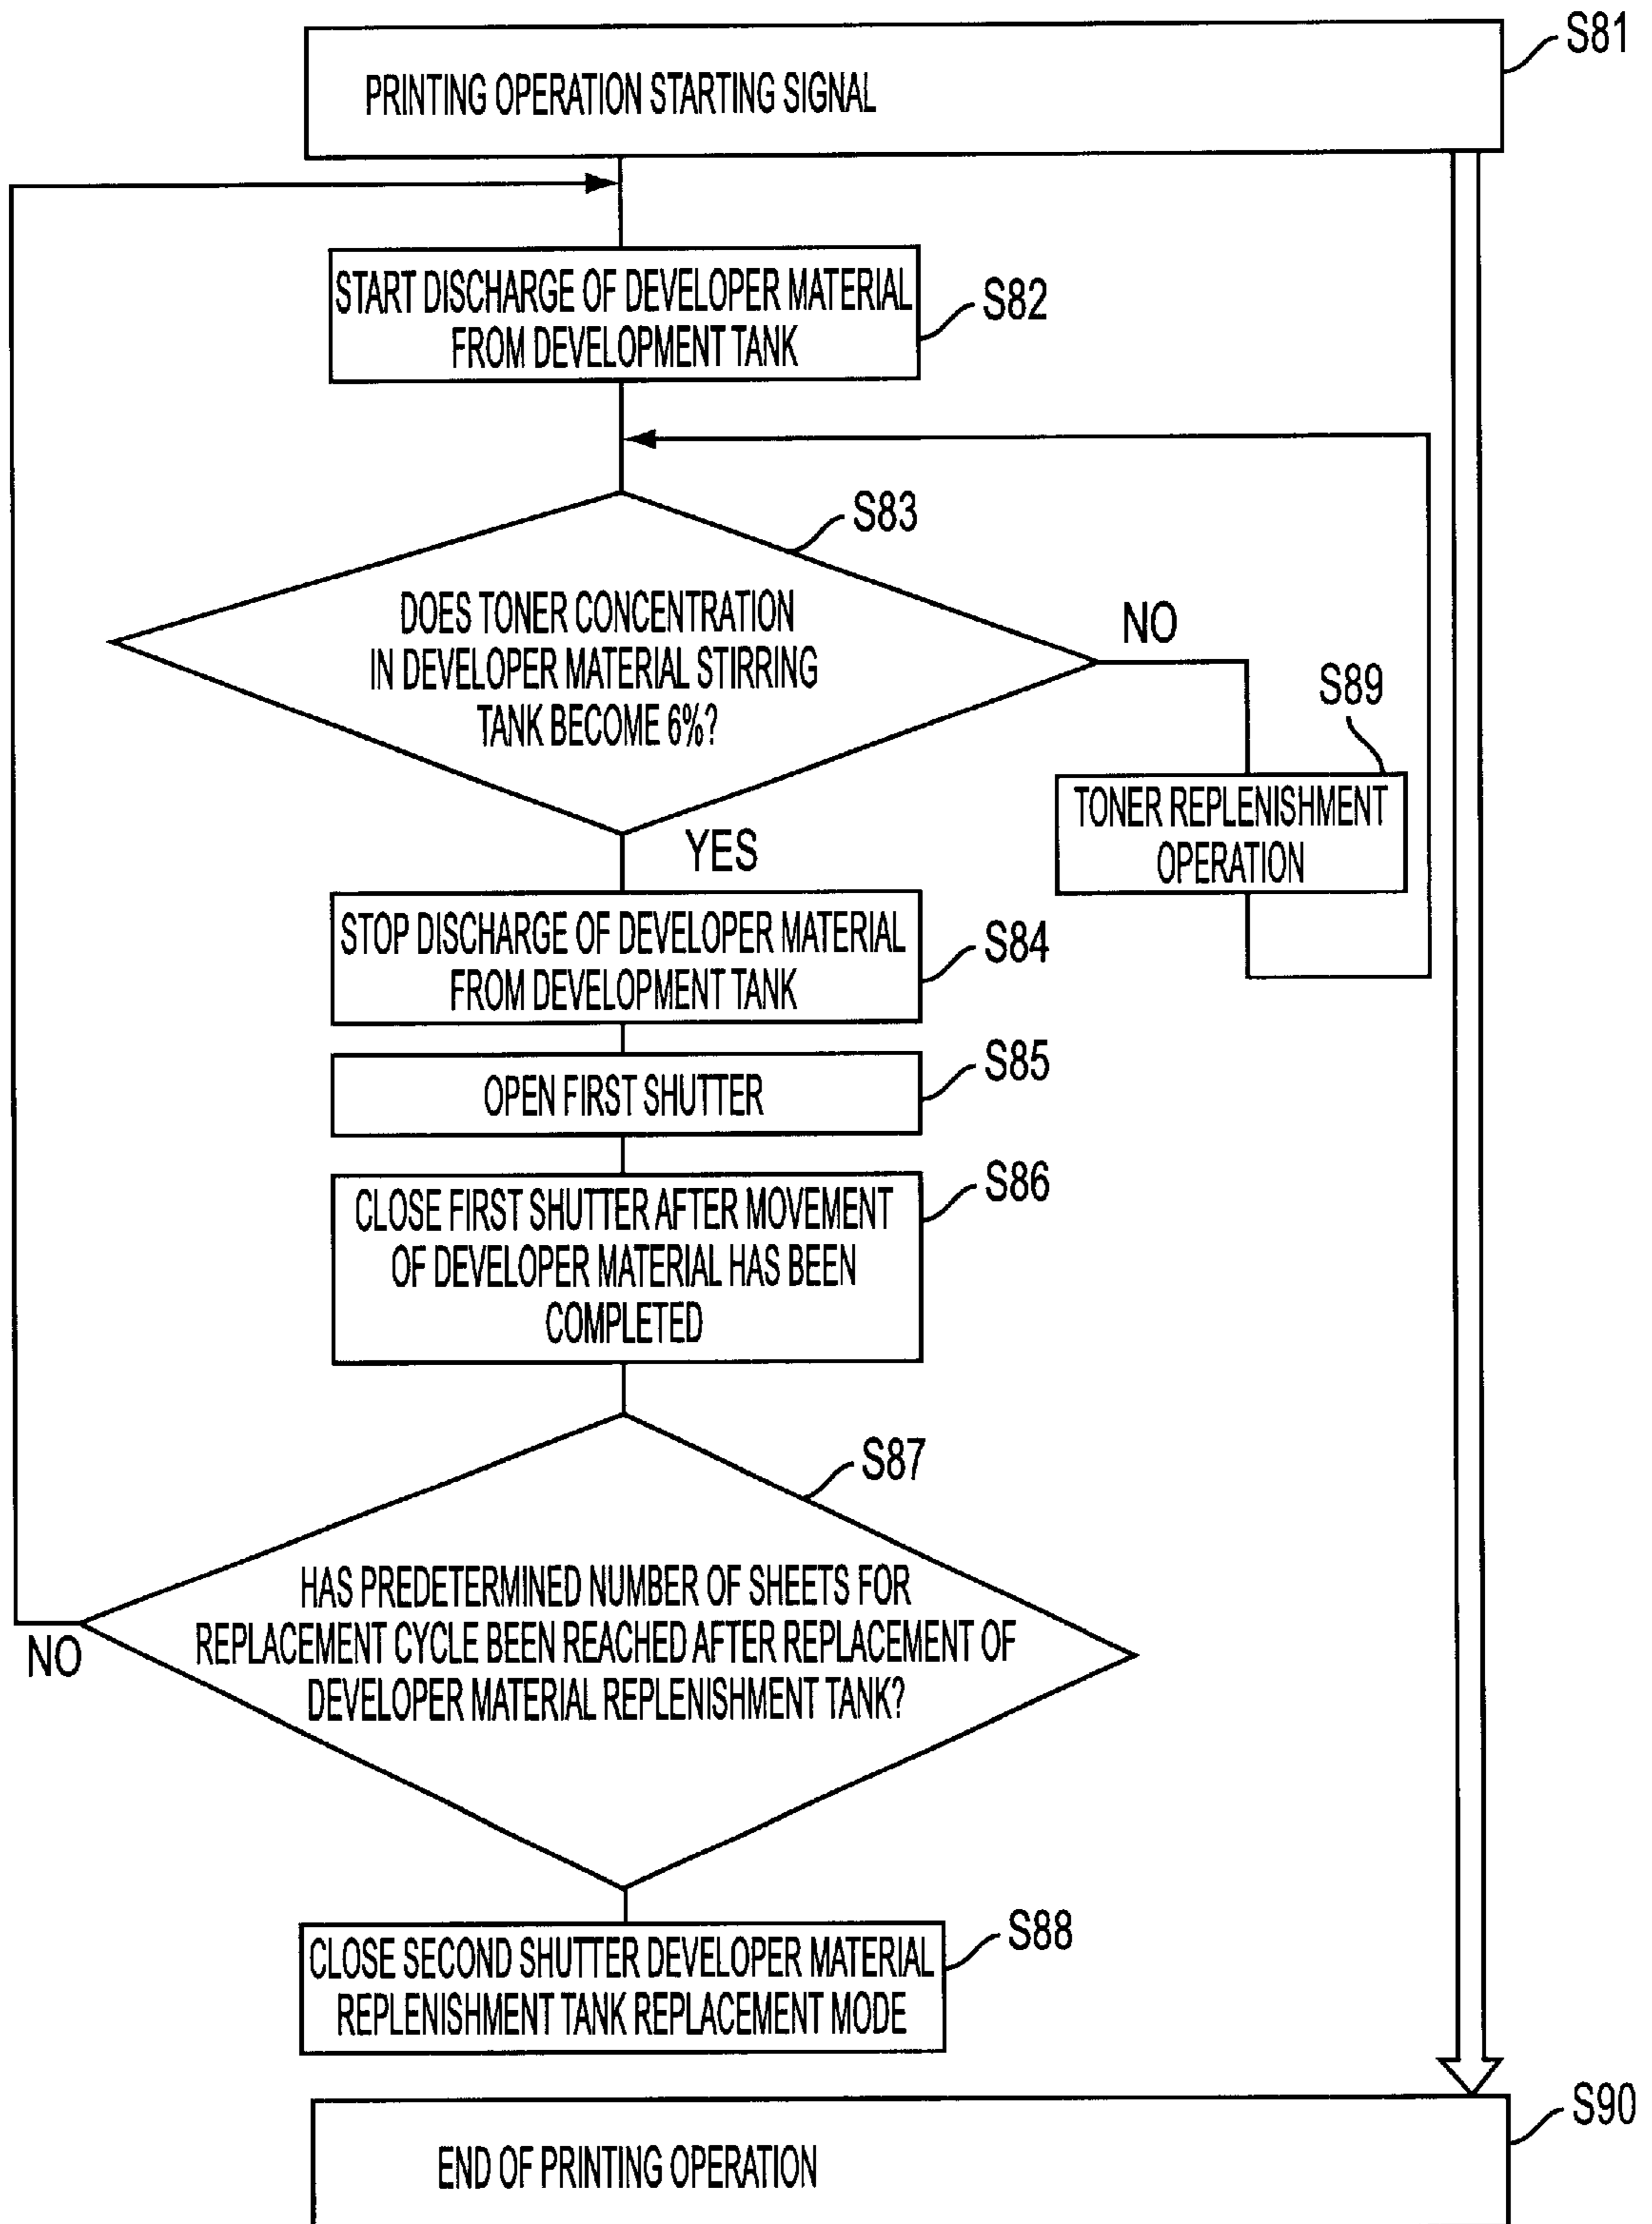 S81
PRINTING OPERATION STARTING SIGNAL
START DISCHARGE OF DEVELOPER MATERIAL
FROM DEVELOPMENT TANK
S82
S83
DOES TONER CONCENTRATION
IN DEVELOPER MATERIAL STIRRING
TANK BECOME 6%?
NO
S89
TONER REPLENISHMENT
OPERATION
YES
STOP DISCHARGE OF DEVELOPER MATERIAL
FROM DEVELOPMENT TANK
S84
OPEN FIRST SHUTTER
S85
CLOSE FIRST SHUTTER AFTER MOVEMENT
OF DEVELOPER MATERIAL HAS BEEN
COMPLETED
S86
S87
HAS PREDETERMINED NUMBER OF SHEETS FOR
REPLACEMENT CYCLE BEEN REACHED AFTER REPLACEMENT OF
DEVELOPER MATERIAL REPLENISHMENT TANK?
NO
CLOSE SECOND SHUTTER DEVELOPER MATERIAL
REPLENISHMENT TANK REPLACEMENT MODE
S88
S90
END OF PRINTING OPERATION